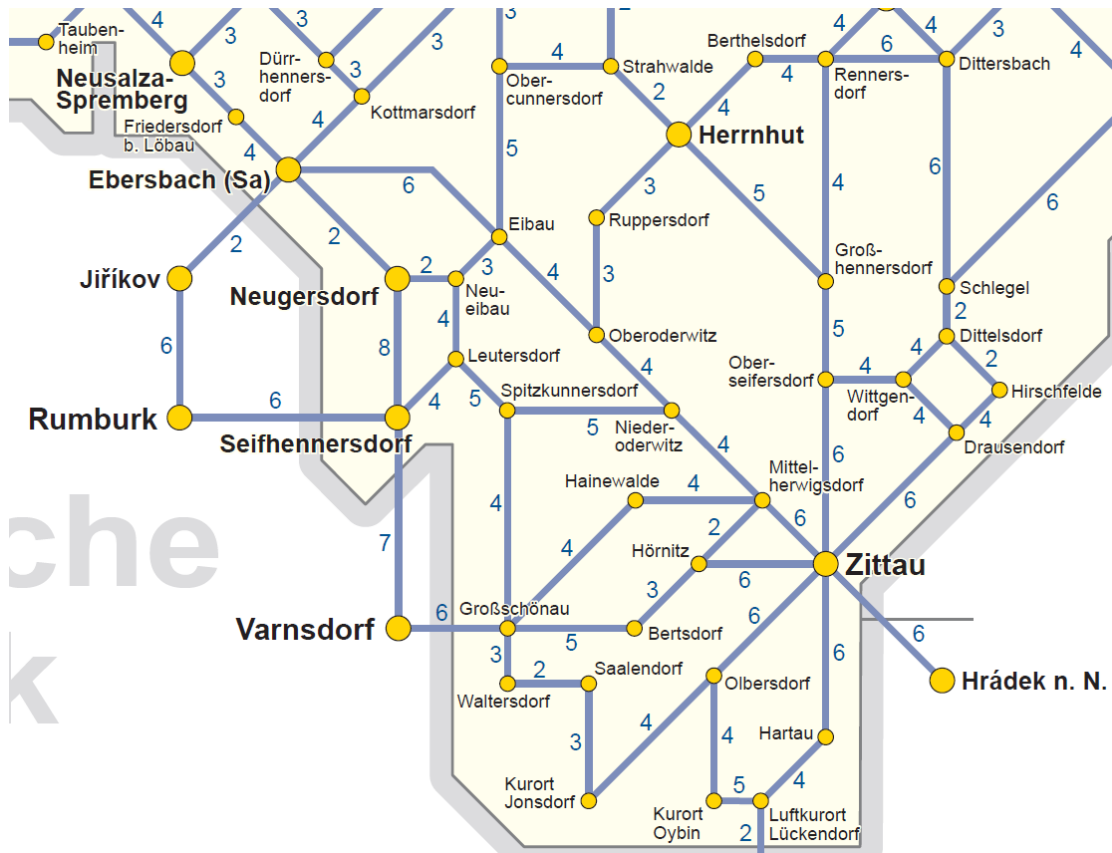 4
3
3
3
3
2
4
4
3
4
Tauben-
heim
Neusalza-
Spremberg
3
Dürr-
henners-
dorf
3
Kottmarsdorf
Ober-
cunnersdorf
4
Strahwalde
2
Berthelsdorf
4
6
Renners-
dorf
Dittersbach
4
Friedersdorf
b. Löbau
4
4
Herrnhut
Ebersbach (Sa)
6
5
3
5
4
6
6
2
2
Eibau
Ruppersdorf
Jiříkov
Neugersdorf
2
3
Neu-
eibau
4
3
Groß-
hennersdorf
Schlegel
6
8
4
Leutersdorf
Oberoderwitz
4
5
2
Dittelsdorf
4
4
2
Ober-
seifersdorf
Wittgen-
dorf
Hirschfelde
4
4
Drausendorf
Rumburk
6
Seifhennersdorf
4
5
Spitzkunnersdorf
5
Nieder-
oderwitz
4
6
6
che
7
4
Hainewalde
4
Mittel-
herwigsdorf
6
4
2
Hörnitz
6
Zittau
3
Varnsdorf
6
Großschönau
5
Bertsdorf
6
6
6
Hrádek n. N.
k
3
Waltersdorf
2
Saalendorf
3
4
Olbersdorf
4
Hartau
4
Kurort
Jonsdorf
Kurort
Oybin
5
Luftkurort
Lückendorf
2